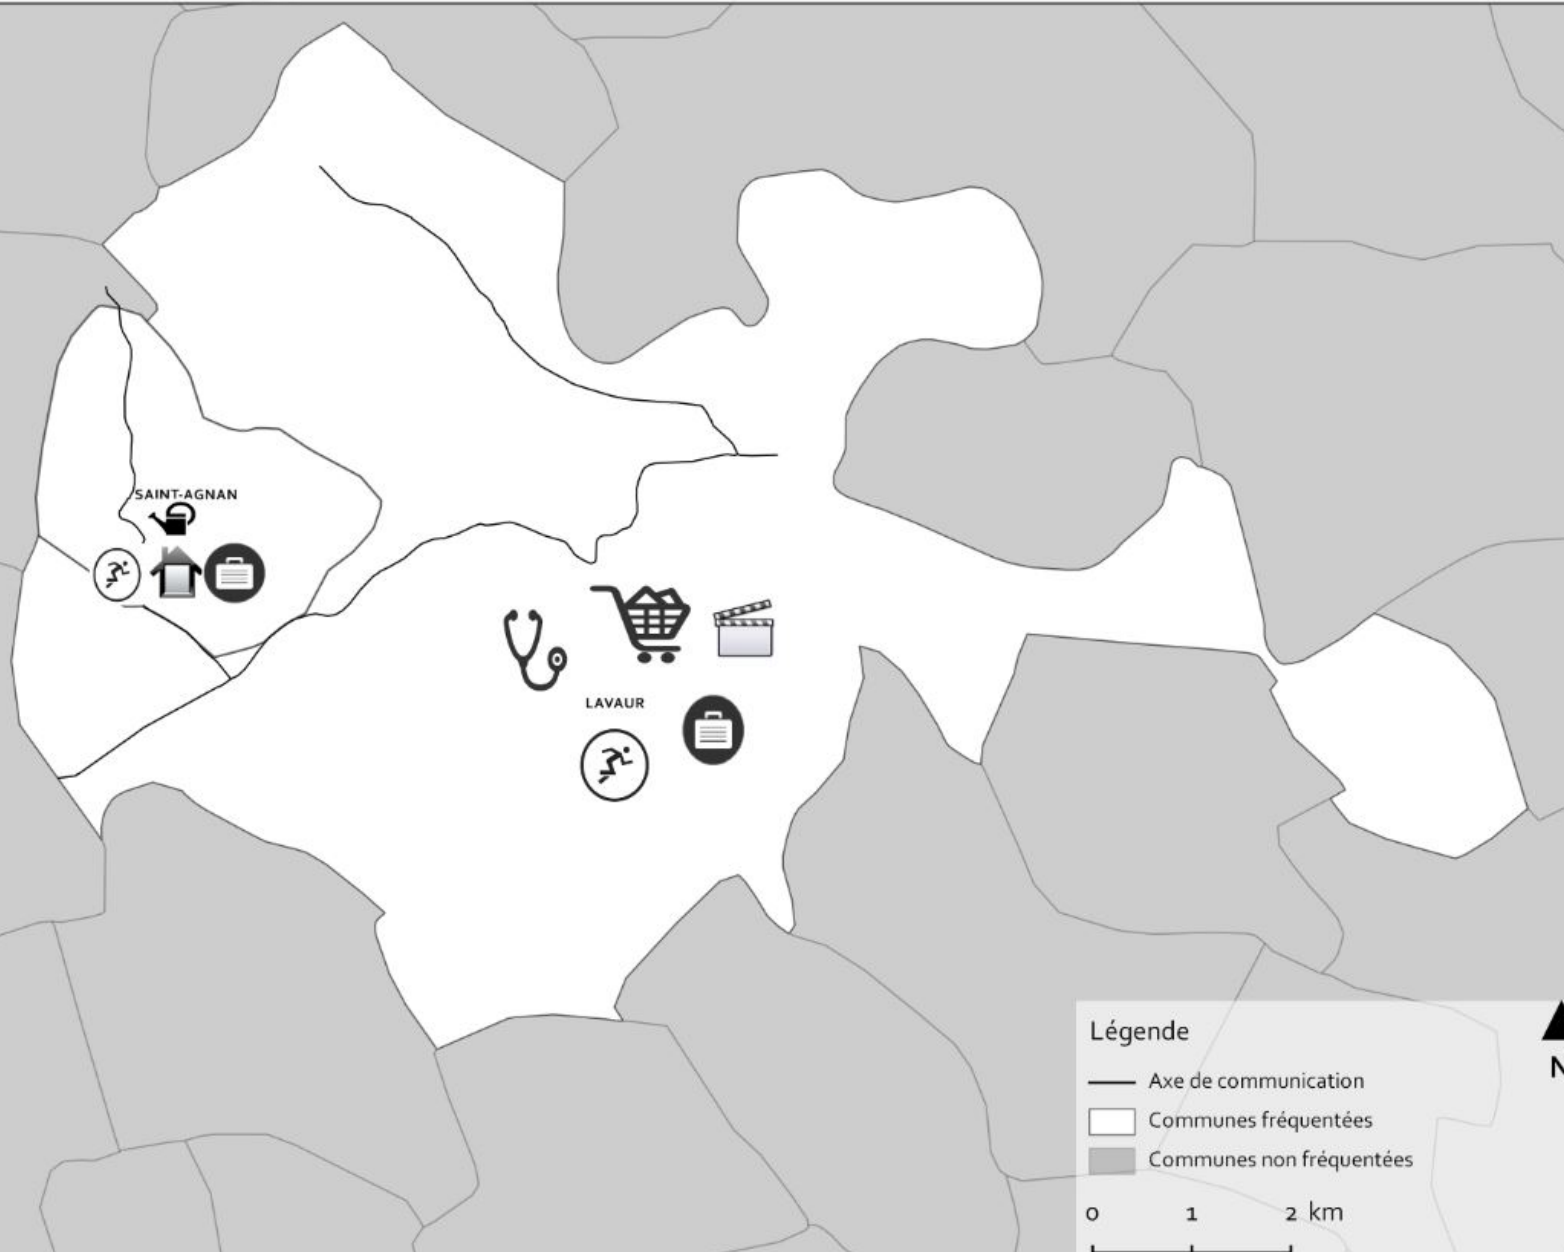 SAINT-AGNAN
LAVAUR
Légende
N
Axe de communication
Communes fréquentées
Communes non fréquentées
0 1 2 km